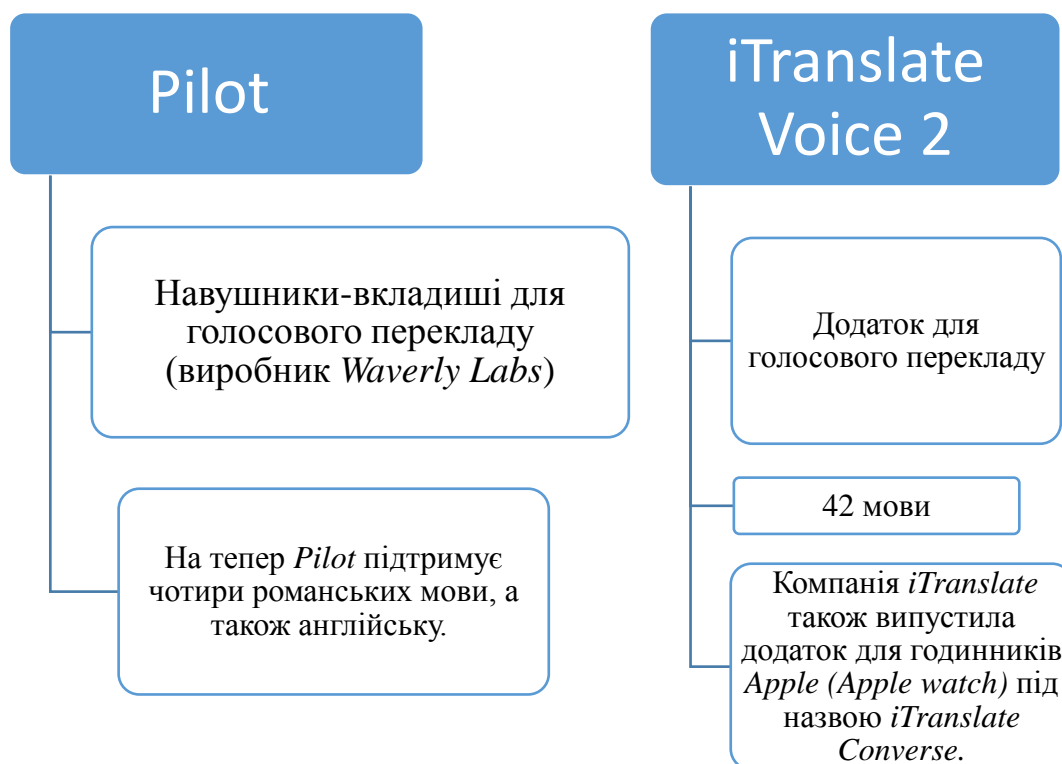 Pilot
Навушники-вкладиші для
голосового перекладу
(виробник Waverly Labs)
На тепер Pilot підтримує
чотири романських мови, а
також англійську.
iTranslate
Voice 2
Додаток для
голосового перекладу
42 мови
Компанія iTranslate
також випустила
додаток для годинників
Apple (Apple watch) під
назвою iTranslate
Converse.